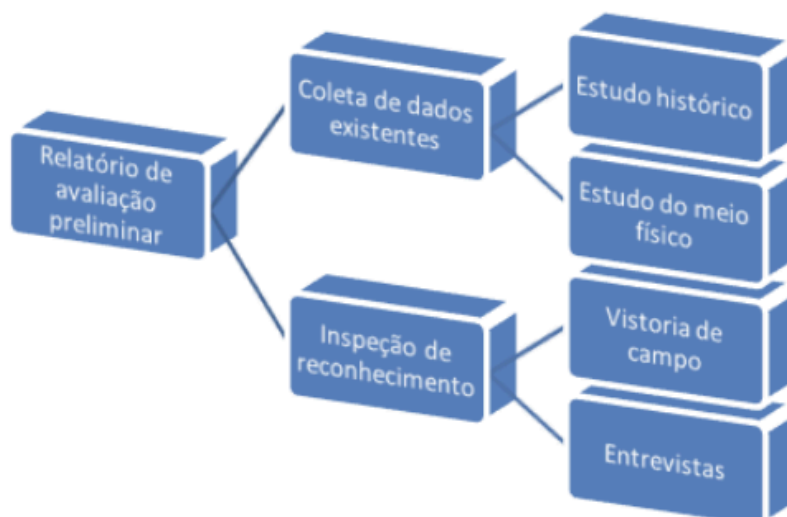 Relatório de
avaliação
preliminar
Coleta de dados
existentes
Estudo histórico
Estudo do meio
físico
Inspeção de
reconhecimento
Vistoria de
campo
Entrevistas